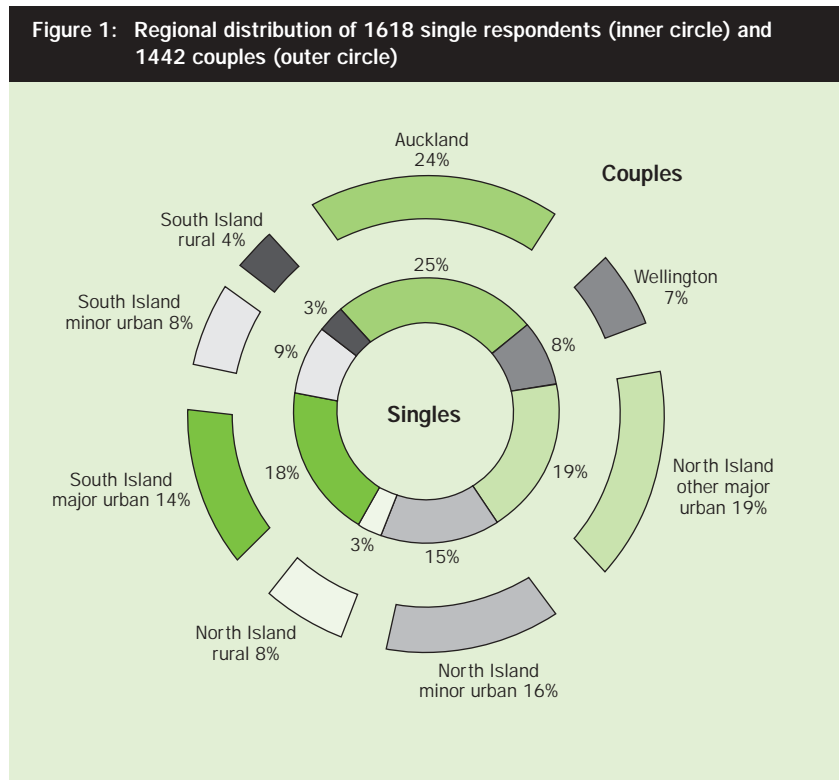 Figure 1: Regional distribution of 1618 single respondents (inner circle) and
1442 couples (outer circle)
Auckland
24%
Couples
South Island
rural 4%
Wellington
7%
South Island
minor urban 8%
25%
3%
8%
9%
Singles
North Island
other major
urban 19%
South Island
major urban 14%
18%
19%
3%
15%
North Island
rural 8%
North Island
minor urban 16%